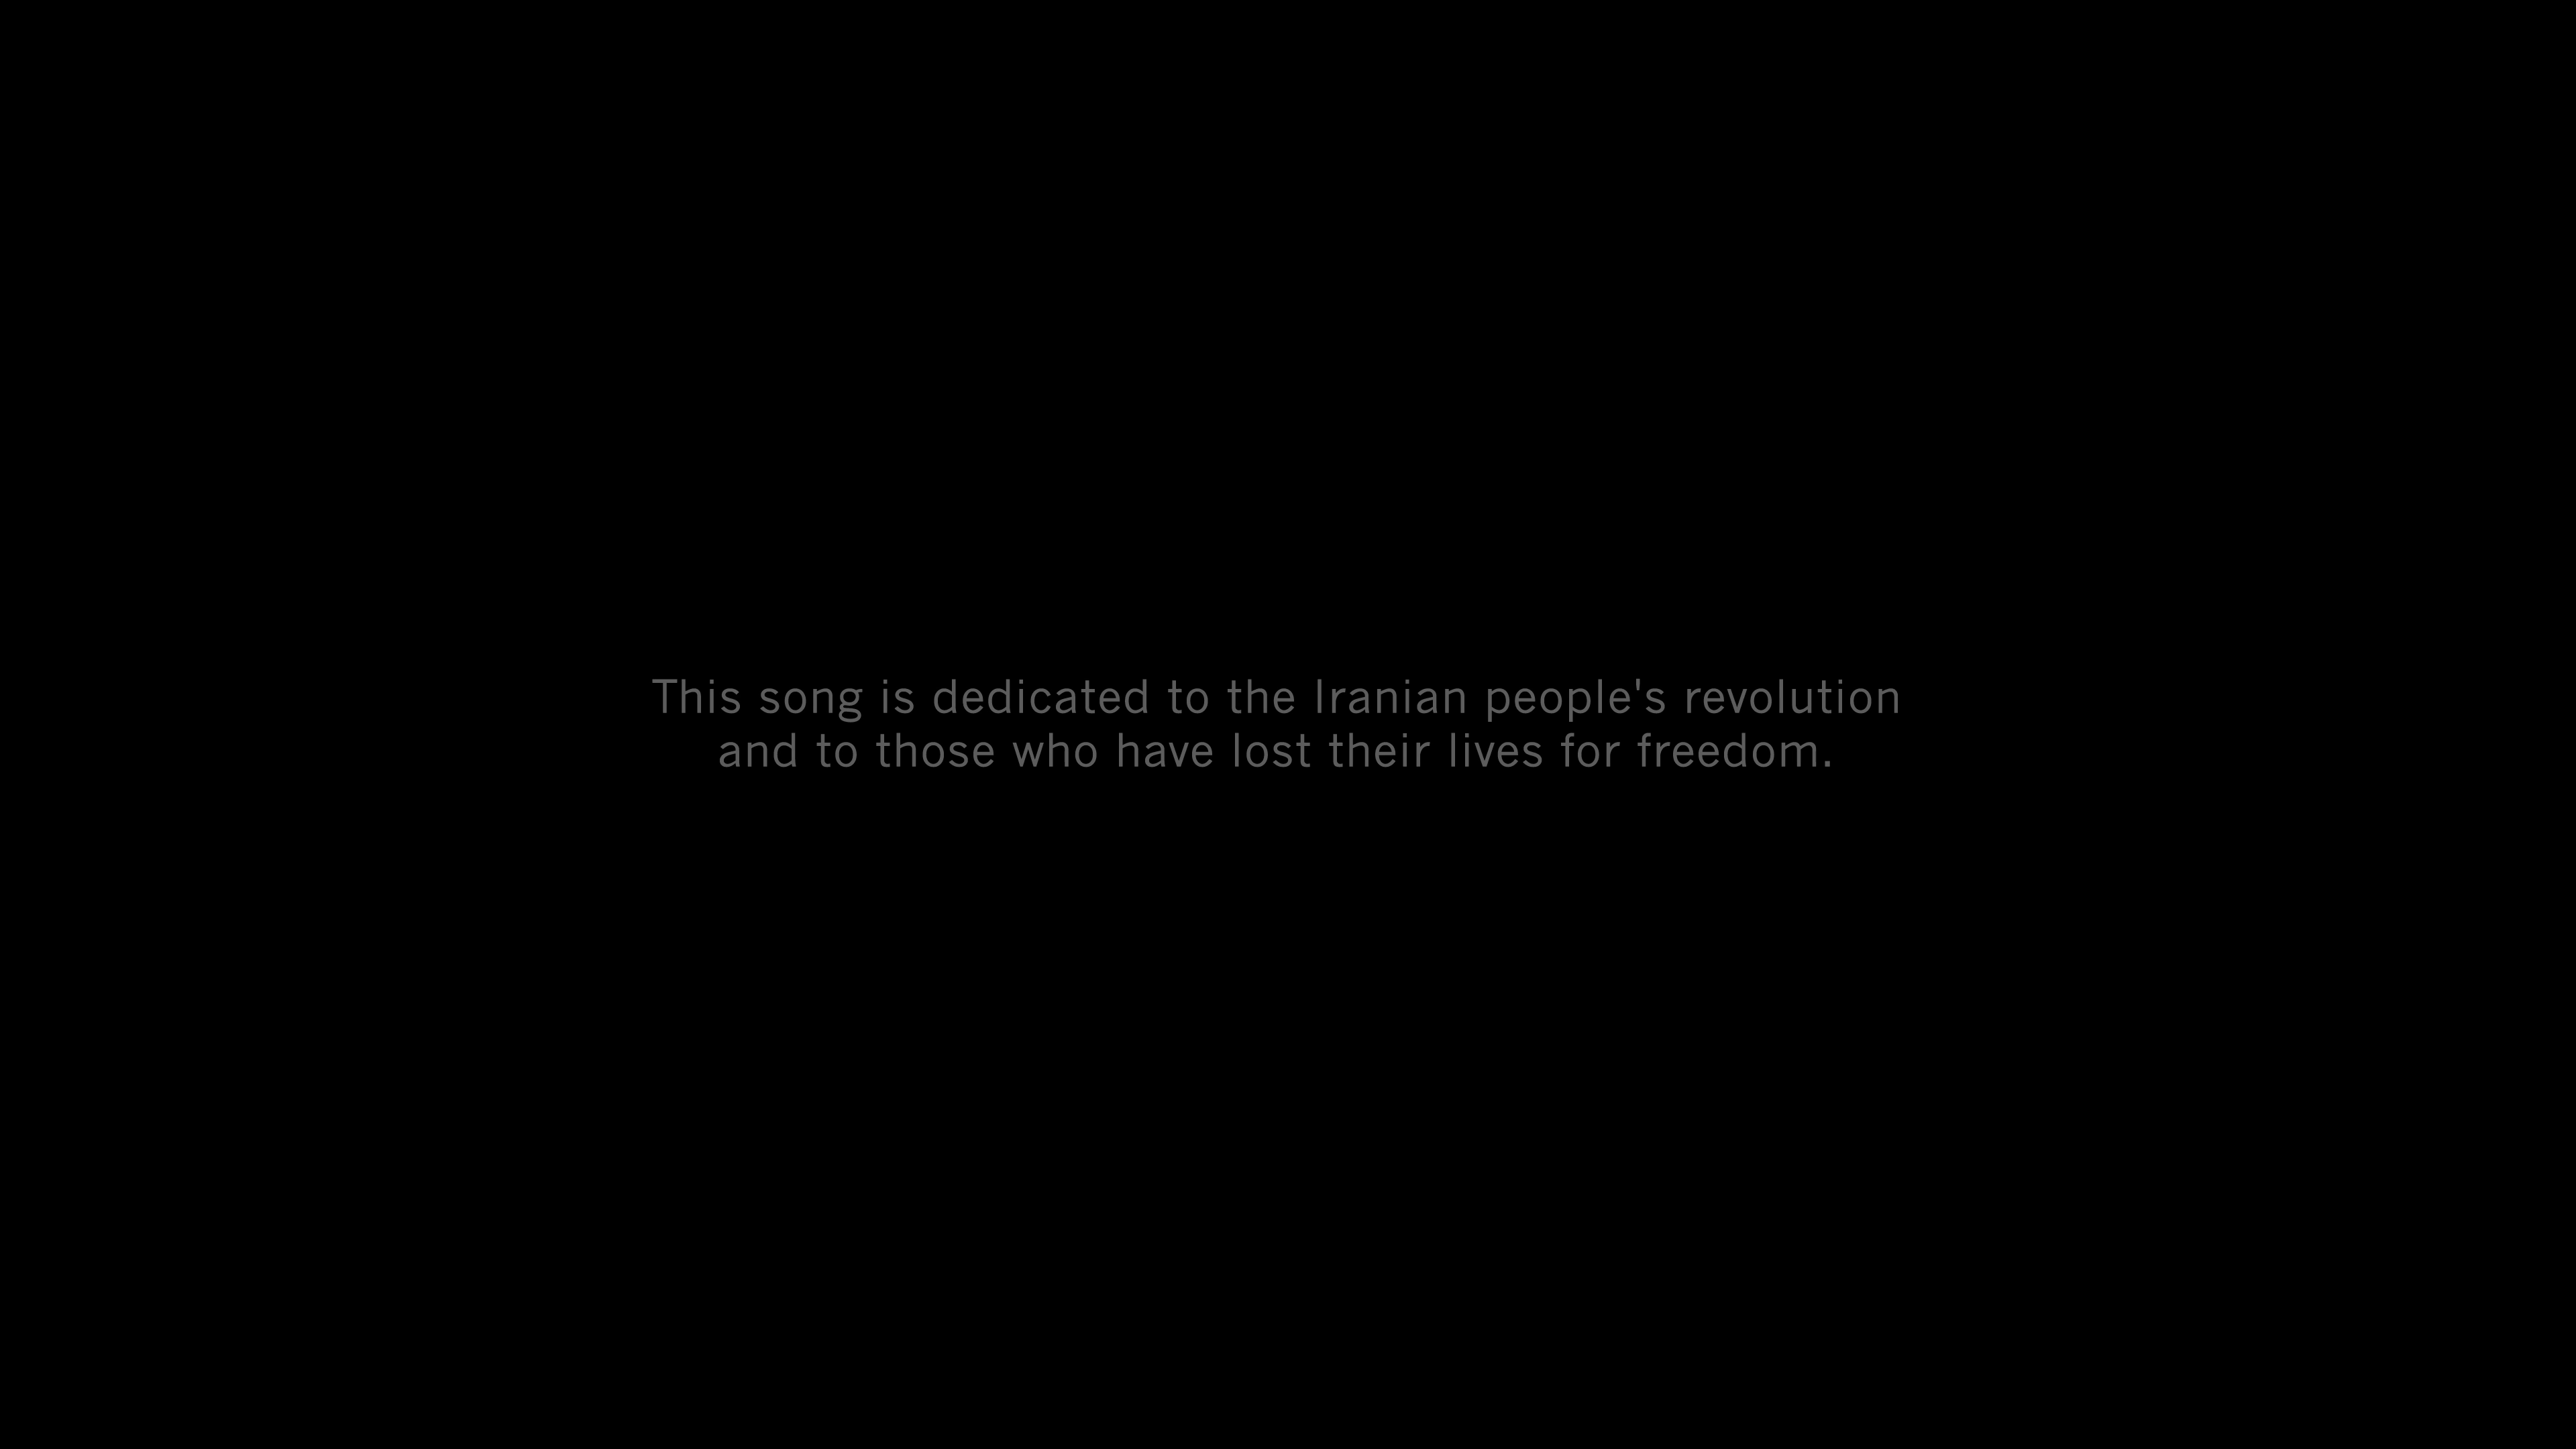 This song is dedicated to the Iranian people's revolution
and to those who have lost their lives for freedom.